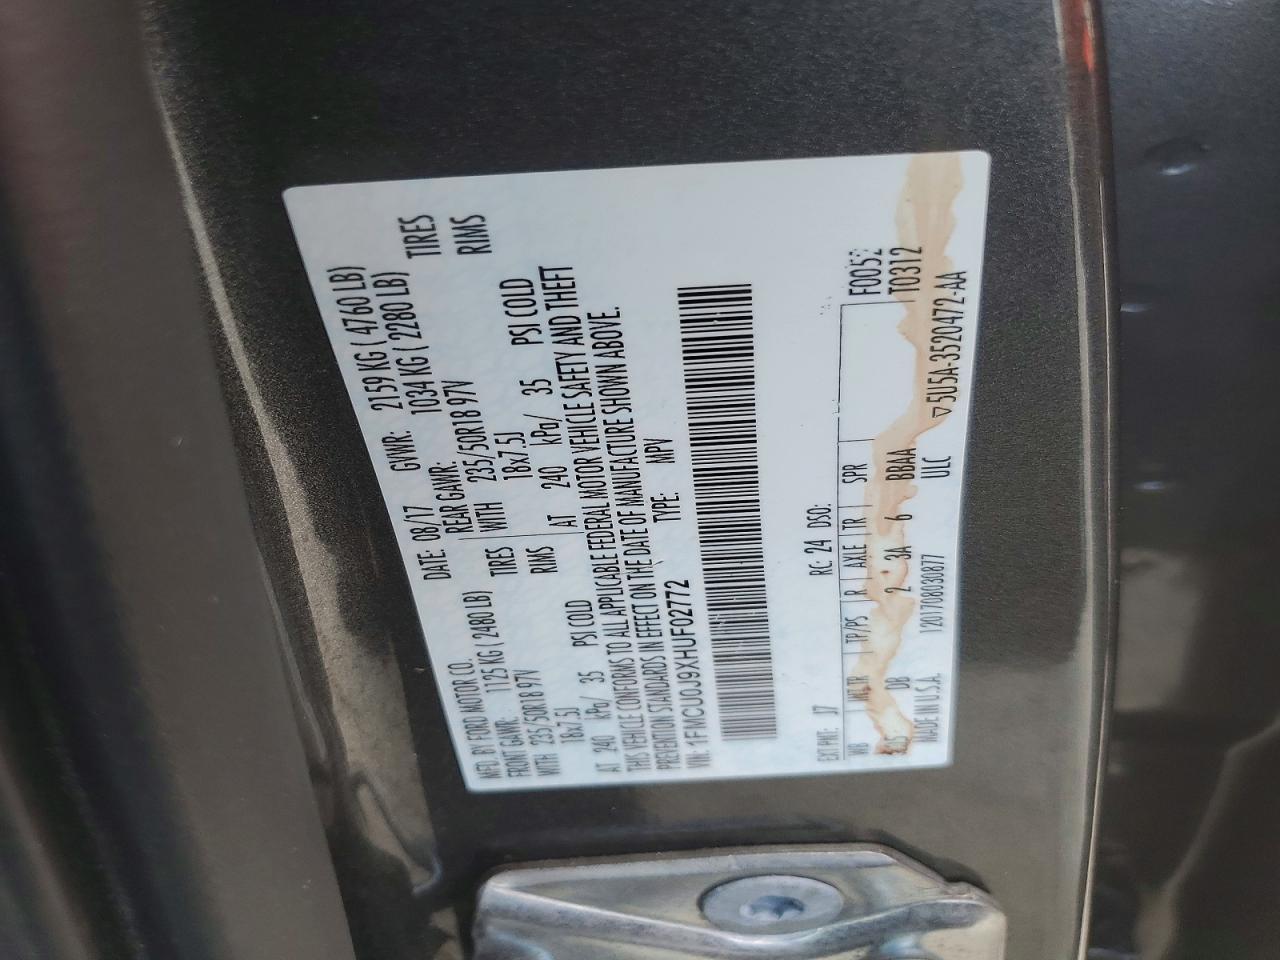 MFD. BY FORD MOTOR CO.
DATE: 08/17 GVWR: 2159 KG ( 4760 LB)
FRONT GAWR: 1125 KG ( 2480 LB) REAR GAWR: 1034 KG ( 2280 LB)
WITH 235/50R18 97V TIRES WITH 235/50R18 97V TIRES
18x7.5J RIMS 18x7.5J RIMS
AT 240 kPa/ 35 PSI COLD AT 240 kPa/ 35 PSI COLD
THIS VEHICLE CONFORMS TO ALL APPLICABLE FEDERAL MOTOR VEHICLE SAFETY AND THEFT
PREVENTION STANDARDS IN EFFECT ON THE DATE OF MANUFACTURE SHOWN ABOVE.
VIN: 1FMCU0J9XHUF02772 TYPE: MPV
EXT PNT: J7 RC: 24 DSO: F0052
WB INT TR TP/PS R AXLE TR SPR T0312
DB 2 3A 6 BBAA
MADE IN U.S.A. 120170803087 ULC ▽5U5A-3520472-AA